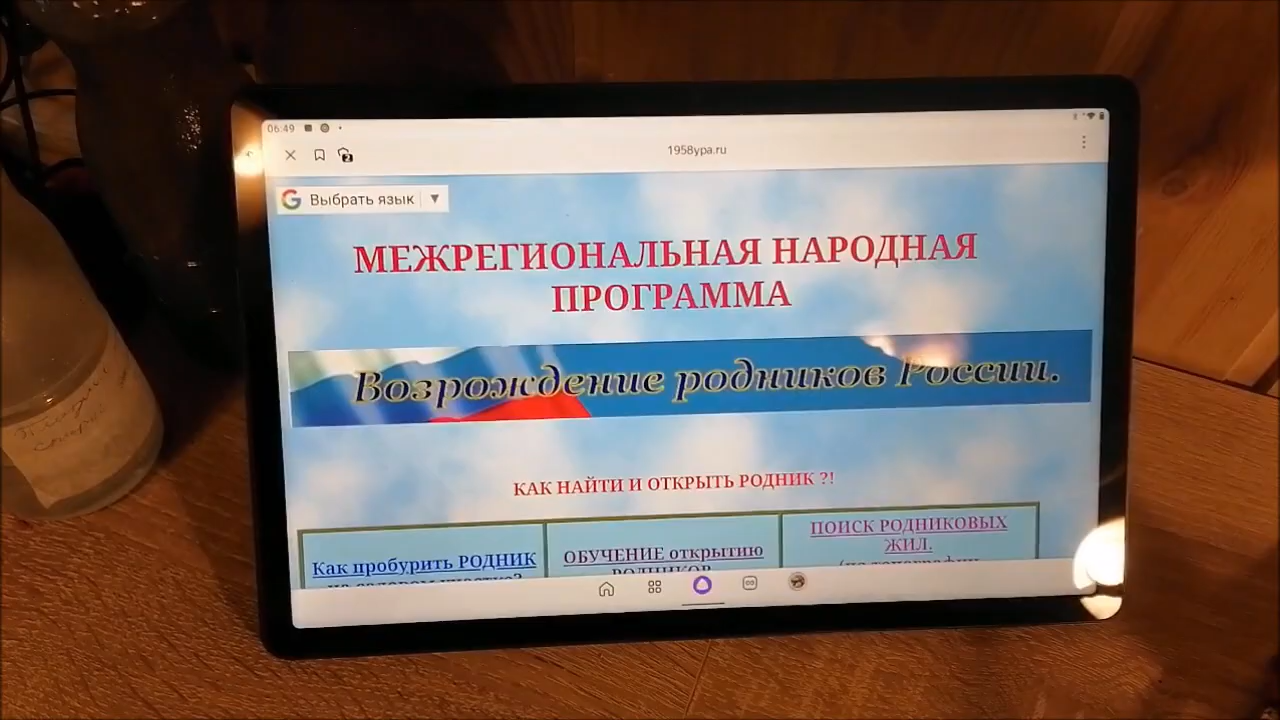 06:49
1958ypa.ru
Выбрать язык
МЕЖРЕГИОНАЛЬНАЯ НАРОДНАЯ
ПРОГРАММА
Возрождение родников России.
КАК НАЙТИ И ОТКРЫТЬ РОДНИК ?!
Как пробурить РОДНИК
ОБУЧЕНИЕ открытию
РОДНИКОВ
ПОИСК РОДНИКОВЫХ
ЖИЛ.